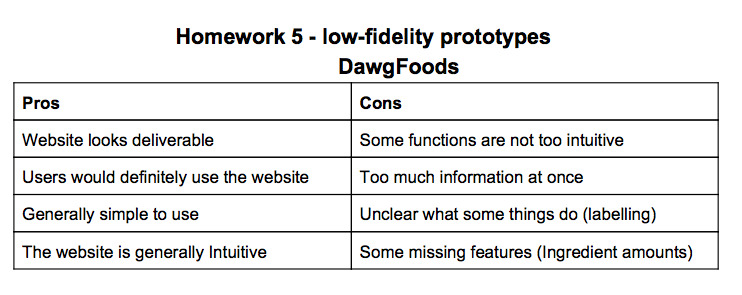 Homework 5 - low-fidelity prototypes
DawgFoods
Pros Cons
Website looks deliverable Some functions are not too intuitive
Users would definitely use the website Too much information at once
Generally simple to use Unclear what some things do (labelling)
The website is generally Intuitive Some missing features (Ingredient amounts)